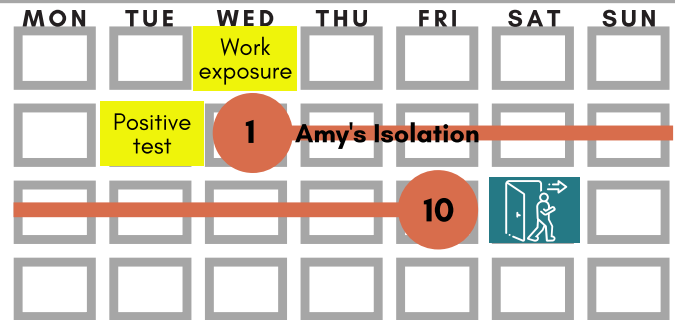 MON TUE WED THU FRI SAT SUN
Work
exposure
Positive
test
1 Amy's Isolation
10